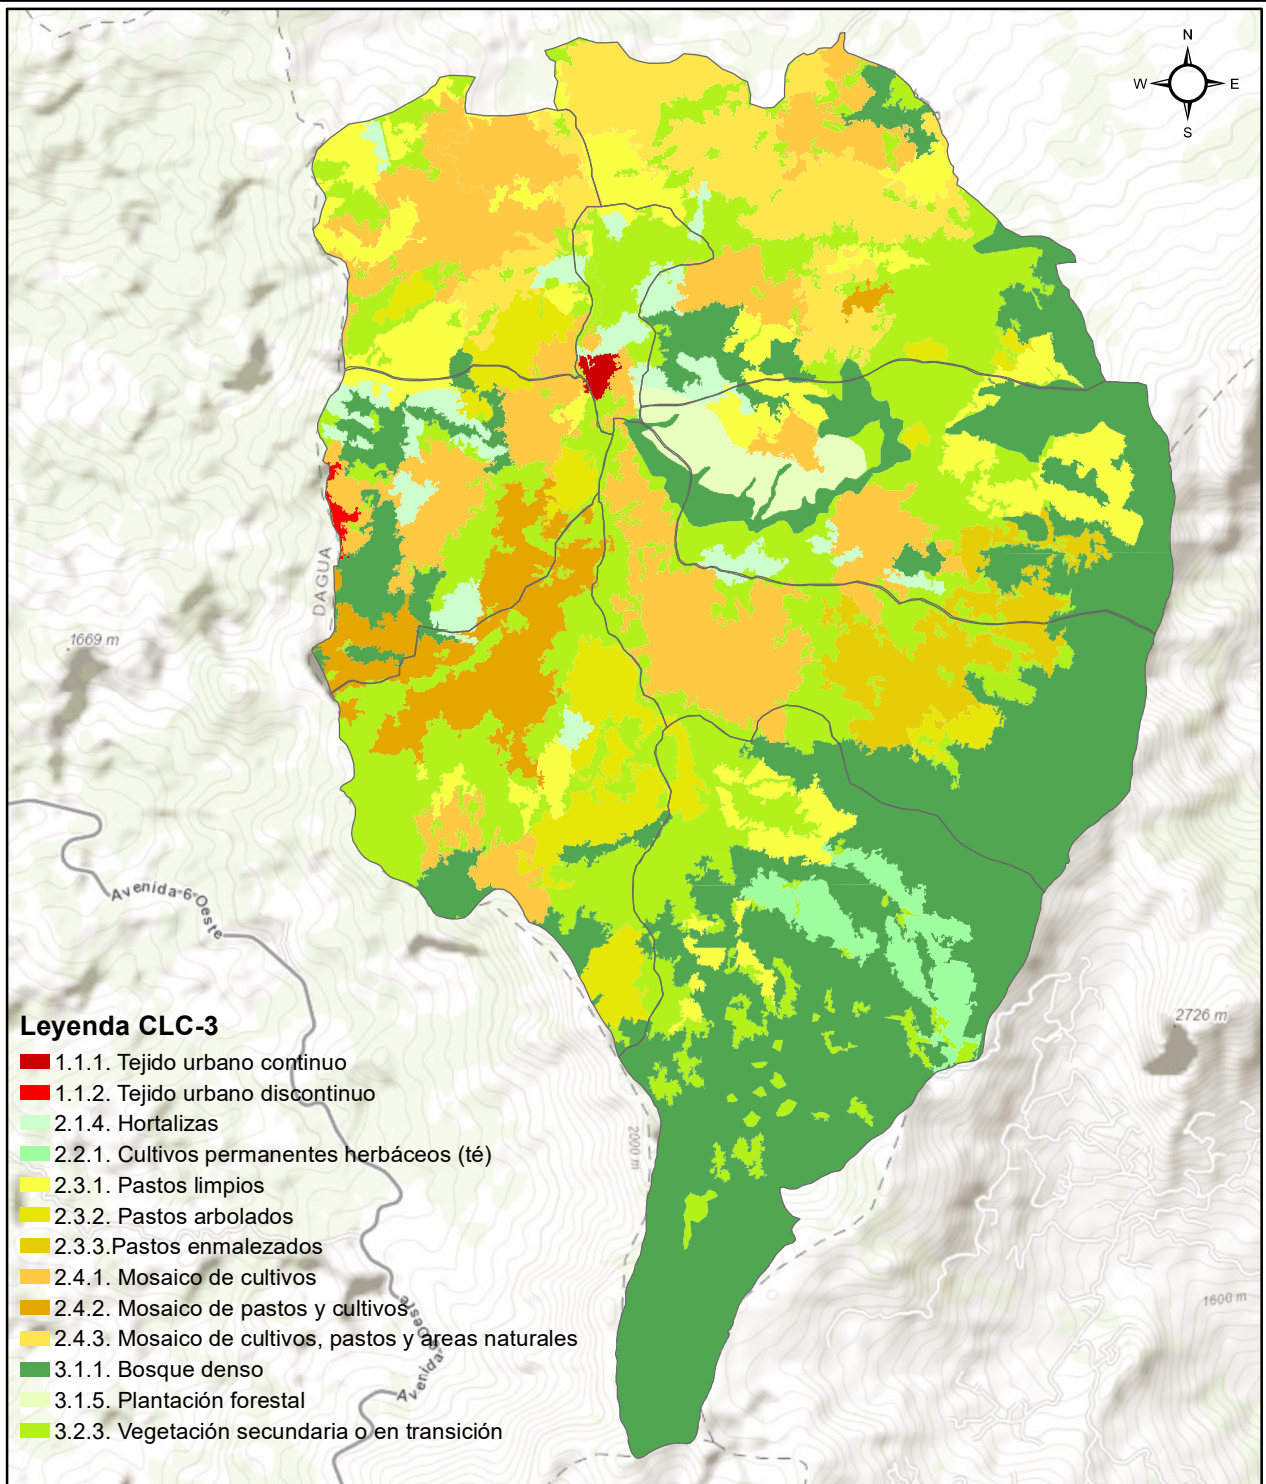 N
W
E
S
DAGUA
1669 m
Avenida 6 Oeste
2000 m
2726 m
1600 m
Leyenda CLC-3
1.1.1. Tejido urbano continuo
1.1.2. Tejido urbano discontinuo
2.1.4. Hortalizas
2.2.1. Cultivos permanentes herbáceos (té)
2.3.1. Pastos limpios
2.3.2. Pastos arbolados
2.3.3.Pastos enmalezados
2.4.1. Mosaico de cultivos
2.4.2. Mosaico de pastos y cultivos
2.4.3. Mosaico de cultivos, pastos y áreas naturales
3.1.1. Bosque denso
3.1.5. Plantación forestal
3.2.3. Vegetación secundaria o en transición
Avenida
Oeste